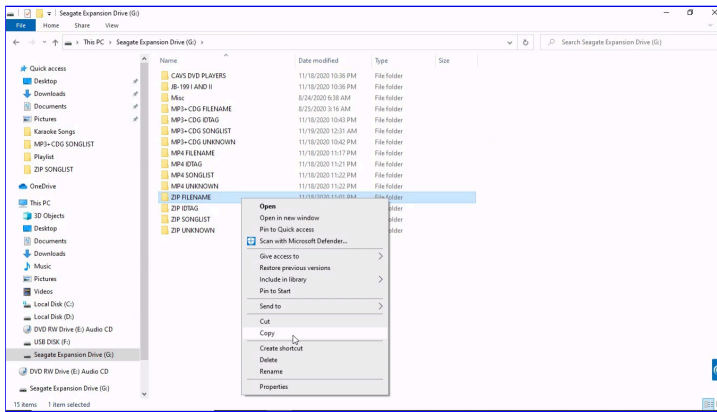 Seagate Expansion Drive (G:)
File Home Share View
This PC > Seagate Expansion Drive (G:) >
Search Seagate Expansion Drive (G:)
Quick access
Desktop
Downloads
Documents
Pictures
Karaoke Songs
MP3+CDG SONGLIST
Playlist
ZIP SONGLIST
OneDrive
This PC
3D Objects
Desktop
Documents
Downloads
Music
Pictures
Videos
Local Disk (C:)
Local Disk (D:)
DVD RW Drive (E:) Audio CD
USB DISK (F:)
Seagate Expansion Drive (G:)
DVD RW Drive (E:) Audio CD
Seagate Expansion Drive (G:)
Name Date modified Type Size
CAVS DVD PLAYERS 11/18/2020 10:36 PM File folder
JB-199 I AND II 11/18/2020 10:36 PM File folder
Misc 8/24/2020 6:38 AM File folder
MP3+CDG FILENAME 8/25/2020 3:16 AM File folder
MP3+CDG IDTAG 11/18/2020 10:43 PM File folder
MP3+CDG SONGLIST 11/19/2020 12:31 AM File folder
MP3+CDG UNKNOWN 11/18/2020 10:42 PM File folder
MP4 FILENAME 11/18/2020 11:17 PM File folder
MP4 IDTAG 11/18/2020 11:21 PM File folder
MP4 SONGLIST 11/18/2020 11:22 PM File folder
MP4 UNKNOWN 11/18/2020 11:22 PM File folder
ZIP FILENAME 11/18/2020 11:01 PM File folder
ZIP IDTAG
ZIP SONGLIST
ZIP UNKNOWN
Open
Open in new window
Pin to Quick access
Scan with Microsoft Defender...
Give access to
Restore previous versions
Include in library
Pin to Start
Send to
Cut
Copy
Create shortcut
Delete
Rename
Properties
15 items 1 item selected